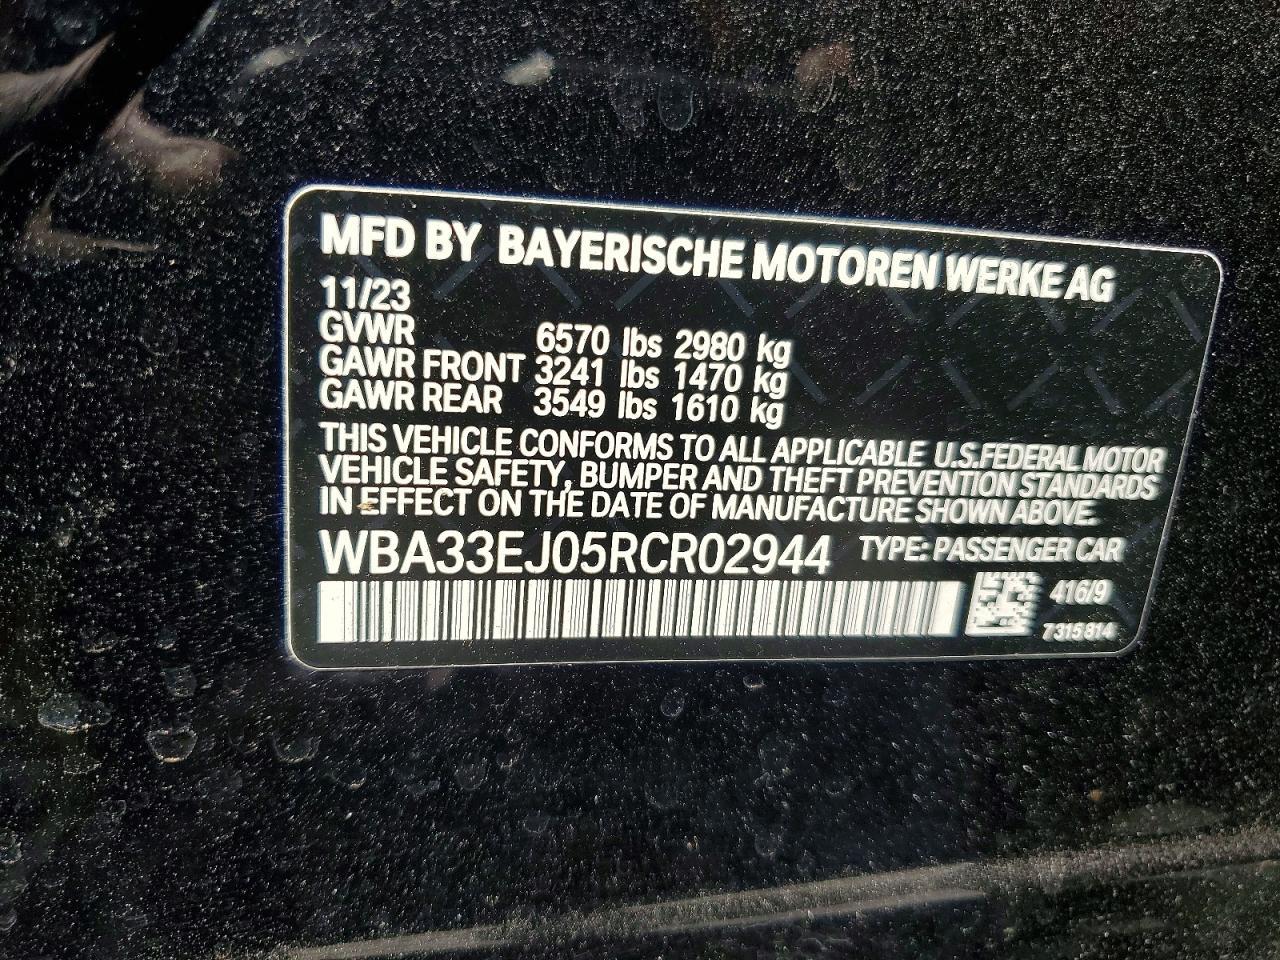 MFD BY BAYERISCHE MOTOREN WERKE AG
11/23
GVWR 6570 lbs 2980 kg
GAWR FRONT 3241 lbs 1470 kg
GAWR REAR 3549 lbs 1610 kg
THIS VEHICLE CONFORMS TO ALL APPLICABLE U.S.FEDERAL MOTOR
VEHICLE SAFETY, BUMPER AND THEFT PREVENTION STANDARDS
IN EFFECT ON THE DATE OF MANUFACTURE SHOWN ABOVE.
WBA33EJ05RCR02944 TYPE: PASSENGER CAR
416/9
7315814